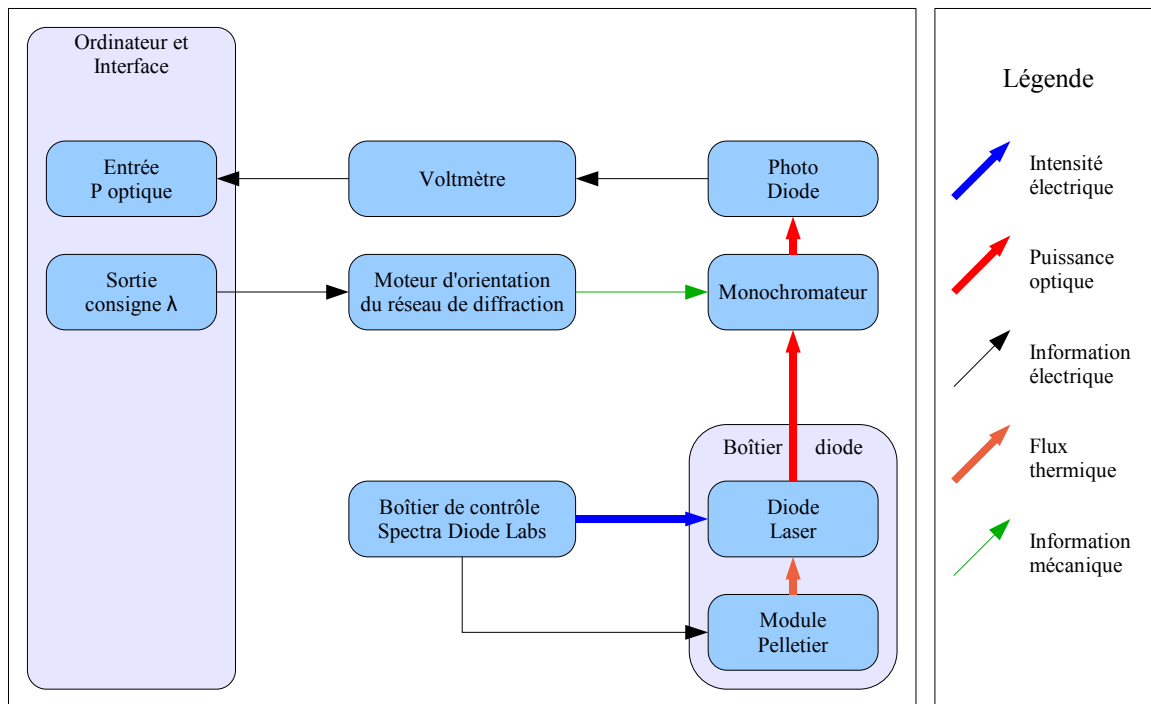 Ordinateur et
Interface
Entrée
P optique
Voltmètre
Photo
Diode
Sortie
consigne λ
Moteur d'orientation
du réseau de diffraction
Monochromateur
Boîtier diode
Boîtier de contrôle
Spectra Diode Labs
Diode
Laser
Module
Pelletier
Légende
Intensité
électrique
Puissance
optique
Information
électrique
Flux
thermique
Information
mécanique